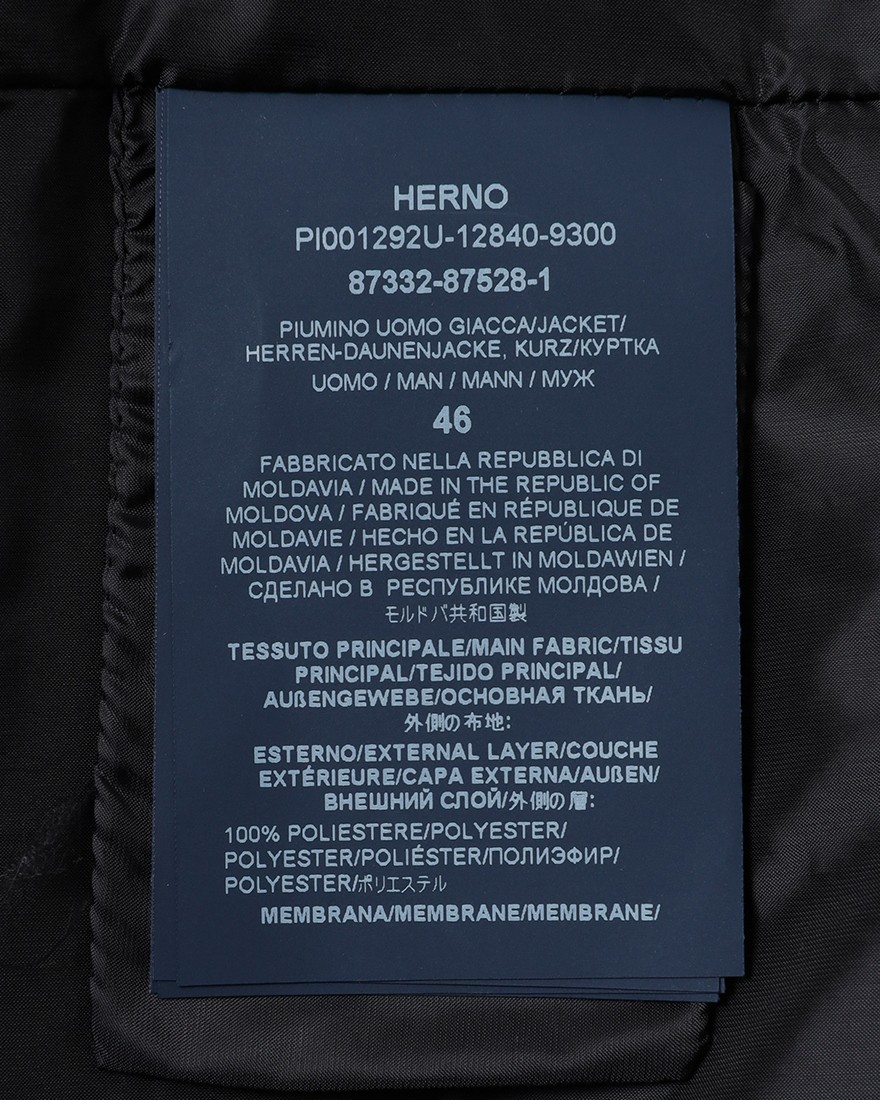 HERNO
PI001292U-12840-9300
87332-87528-1
PIUMINO UOMO GIACCA/JACKET/
HERREN-DAUNENJACKE, KURZ/КУРТКА
UOMO / MAN / MANN / МУЖ
46
FABBRICATO NELLA REPUBBLICA DI
MOLDAVIA / MADE IN THE REPUBLIC OF
MOLDOVA / FABRIQUÉ EN RÉPUBLIQUE DE
MOLDAVIE / HECHO EN LA REPÚBLICA DE
MOLDAVIA / HERGESTELLT IN MOLDAWIEN /
СДЕЛАНО В РЕСПУБЛИКЕ МОЛДОВА /
モルドバ共和国製
TESSUTO PRINCIPALE/MAIN FABRIC/TISSU
PRINCIPAL/TEJIDO PRINCIPAL/
AUßENGEWEBE/ОСНОВНАЯ ТКАНЬ/
外側の布地:
ESTERNO/EXTERNAL LAYER/COUCHE
EXTÉRIEURE/CAPA EXTERNA/AUßEN/
ВНЕШНИЙ СЛОЙ/外側の層:
100% POLIESTERE/POLYESTER/
POLYESTER/POLIÉSTER/ПОЛИЭФИР/
POLYESTER/ポリエステル
MEMBRANA/MEMBRANE/MEMBRANE/